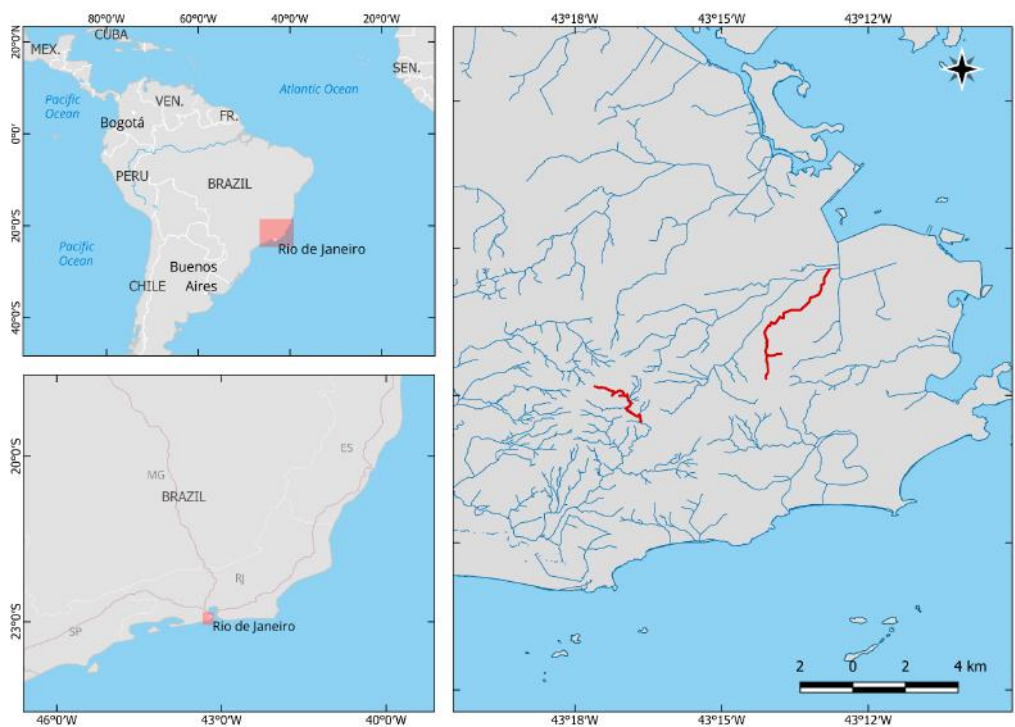 80°0'W 60°0'W 40°0'W 20°0'W
20°0'N
CUBA
MEX.
SEN.
Pacific
Ocean
Atlantic Ocean
VEN.
FR.
Bogotá
0°0'
PERU
BRAZIL
20°0'S
Rio de Janeiro
Pacific
Ocean
Buenos
Aires
CHILE
40°0'S
20°0'S
ES
MG
BRAZIL
RJ
23°0'S
Rio de Janeiro
SP
46°0'W 43°0'W 40°0'W
43°18'W 43°15'W 43°12'W
2 0 2 4 km
43°18'W 43°15'W 43°12'W